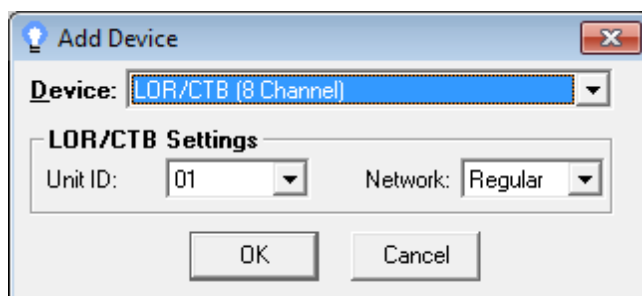 Add Device
Device: LOR/CTB (8 Channel)
LOR/CTB Settings
Unit ID: 01 Network: Regular
OK Cancel